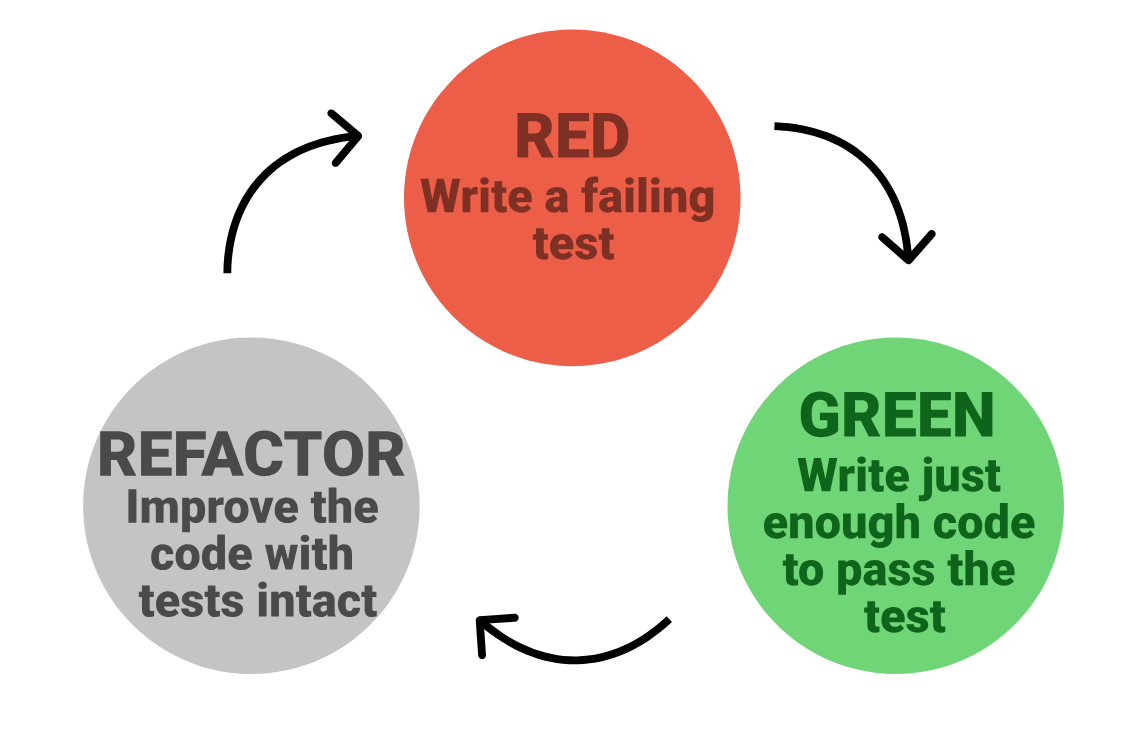 RED
Write a failing
test
GREEN
Write just
enough code
to pass the
test
REFACTOR
Improve the
code with
tests intact